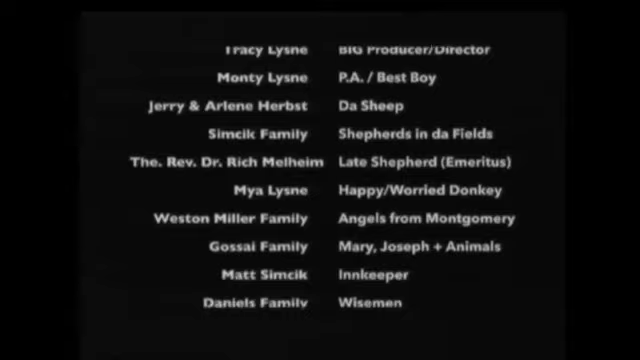 Tracy Lysne BIG Producer/Director
Monty Lysne P.A. / Best Boy
Jerry & Arlene Herbst Da Sheep
Simcik Family Shepherds in da Fields
The. Rev. Dr. Rich Melheim Late Shepherd (Emeritus)
Mya Lysne Happy/Worried Donkey
Weston Miller Family Angels from Montgomery
Gossai Family Mary, Joseph + Animals
Matt Simcik Innkeeper
Daniels Family Wisemen